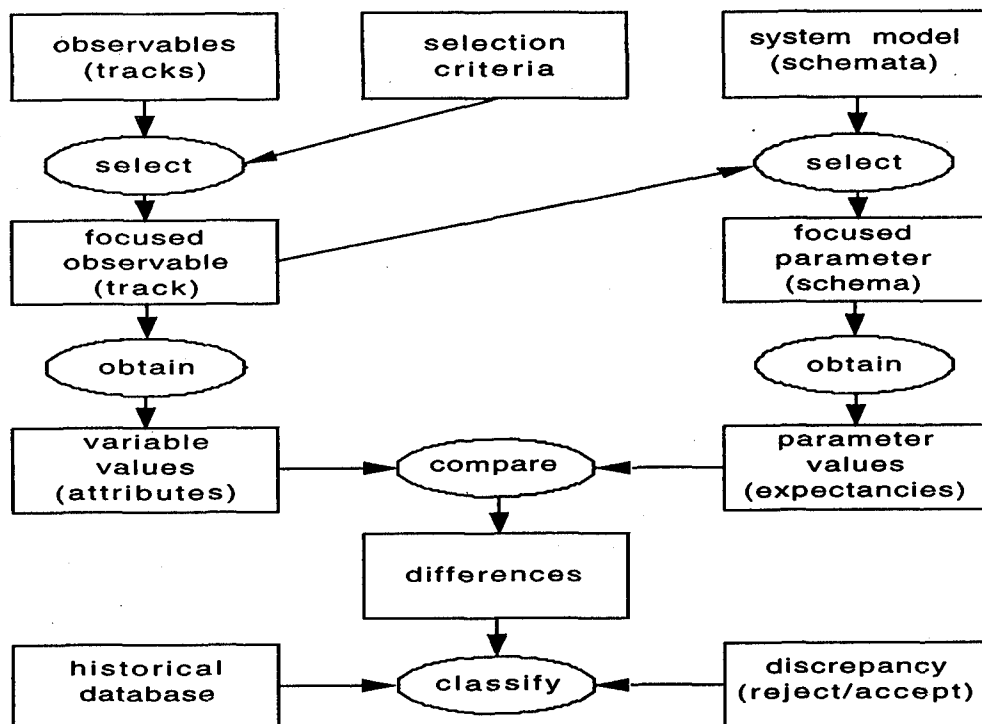 observables
(tracks)
selection
criteria
system model
(schemata)
select
select
focused
observable
(track)
focused
parameter
(schema)
obtain
obtain
variable
values
(attributes)
compare
parameter
values
(expectancies)
differences
historical
database
classify
discrepancy
(reject/accept)